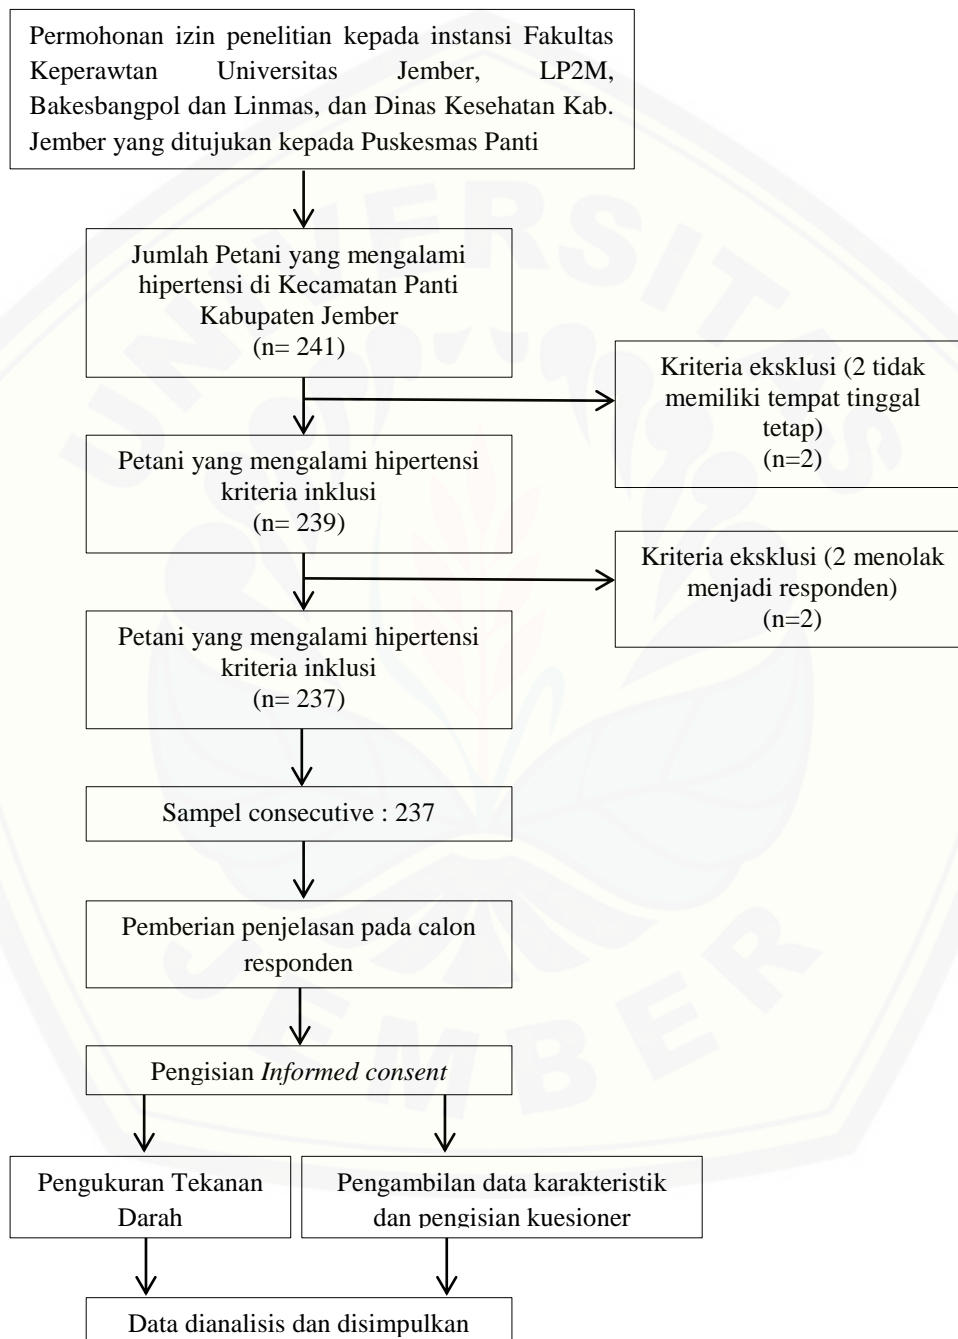 Permohonan izin penelitian kepada instansi Fakultas
Keperawtan Universitas Jember, LP2M,
Bakesbangpol dan Linmas, dan Dinas Kesehatan Kab.
Jember yang ditujukan kepada Puskesmas Panti
Jumlah Petani yang mengalami
hipertensi di Kecamatan Panti
Kabupaten Jember
(n= 241)
Kriteria eksklusi (2 tidak
memiliki tempat tinggal
tetap)
(n=2)
Petani yang mengalami hipertensi
kriteria inklusi
(n= 239)
Kriteria eksklusi (2 menolak
menjadi responden)
(n=2)
Petani yang mengalami hipertensi
kriteria inklusi
(n= 237)
Sampel consecutive : 237
Pemberian penjelasan pada calon
responden
Pengisian Informed consent
Pengukuran Tekanan
Darah
Pengambilan data karakteristik
dan pengisian kuesioner
Data dianalisis dan disimpulkan
UNIVERSITAS
JEMBER